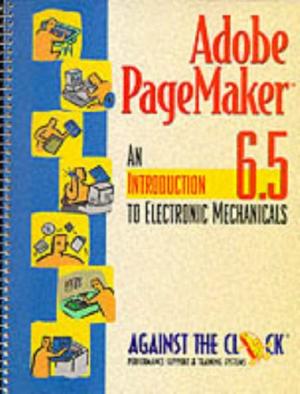 Adobe
PageMaker™
AN
INTRODUCTION 6.5
TO ELECTRONIC MECHANICALS
AGAINST THE CLOCK®
PERFORMANCE SUPPORT & TRAINING SYSTEMS